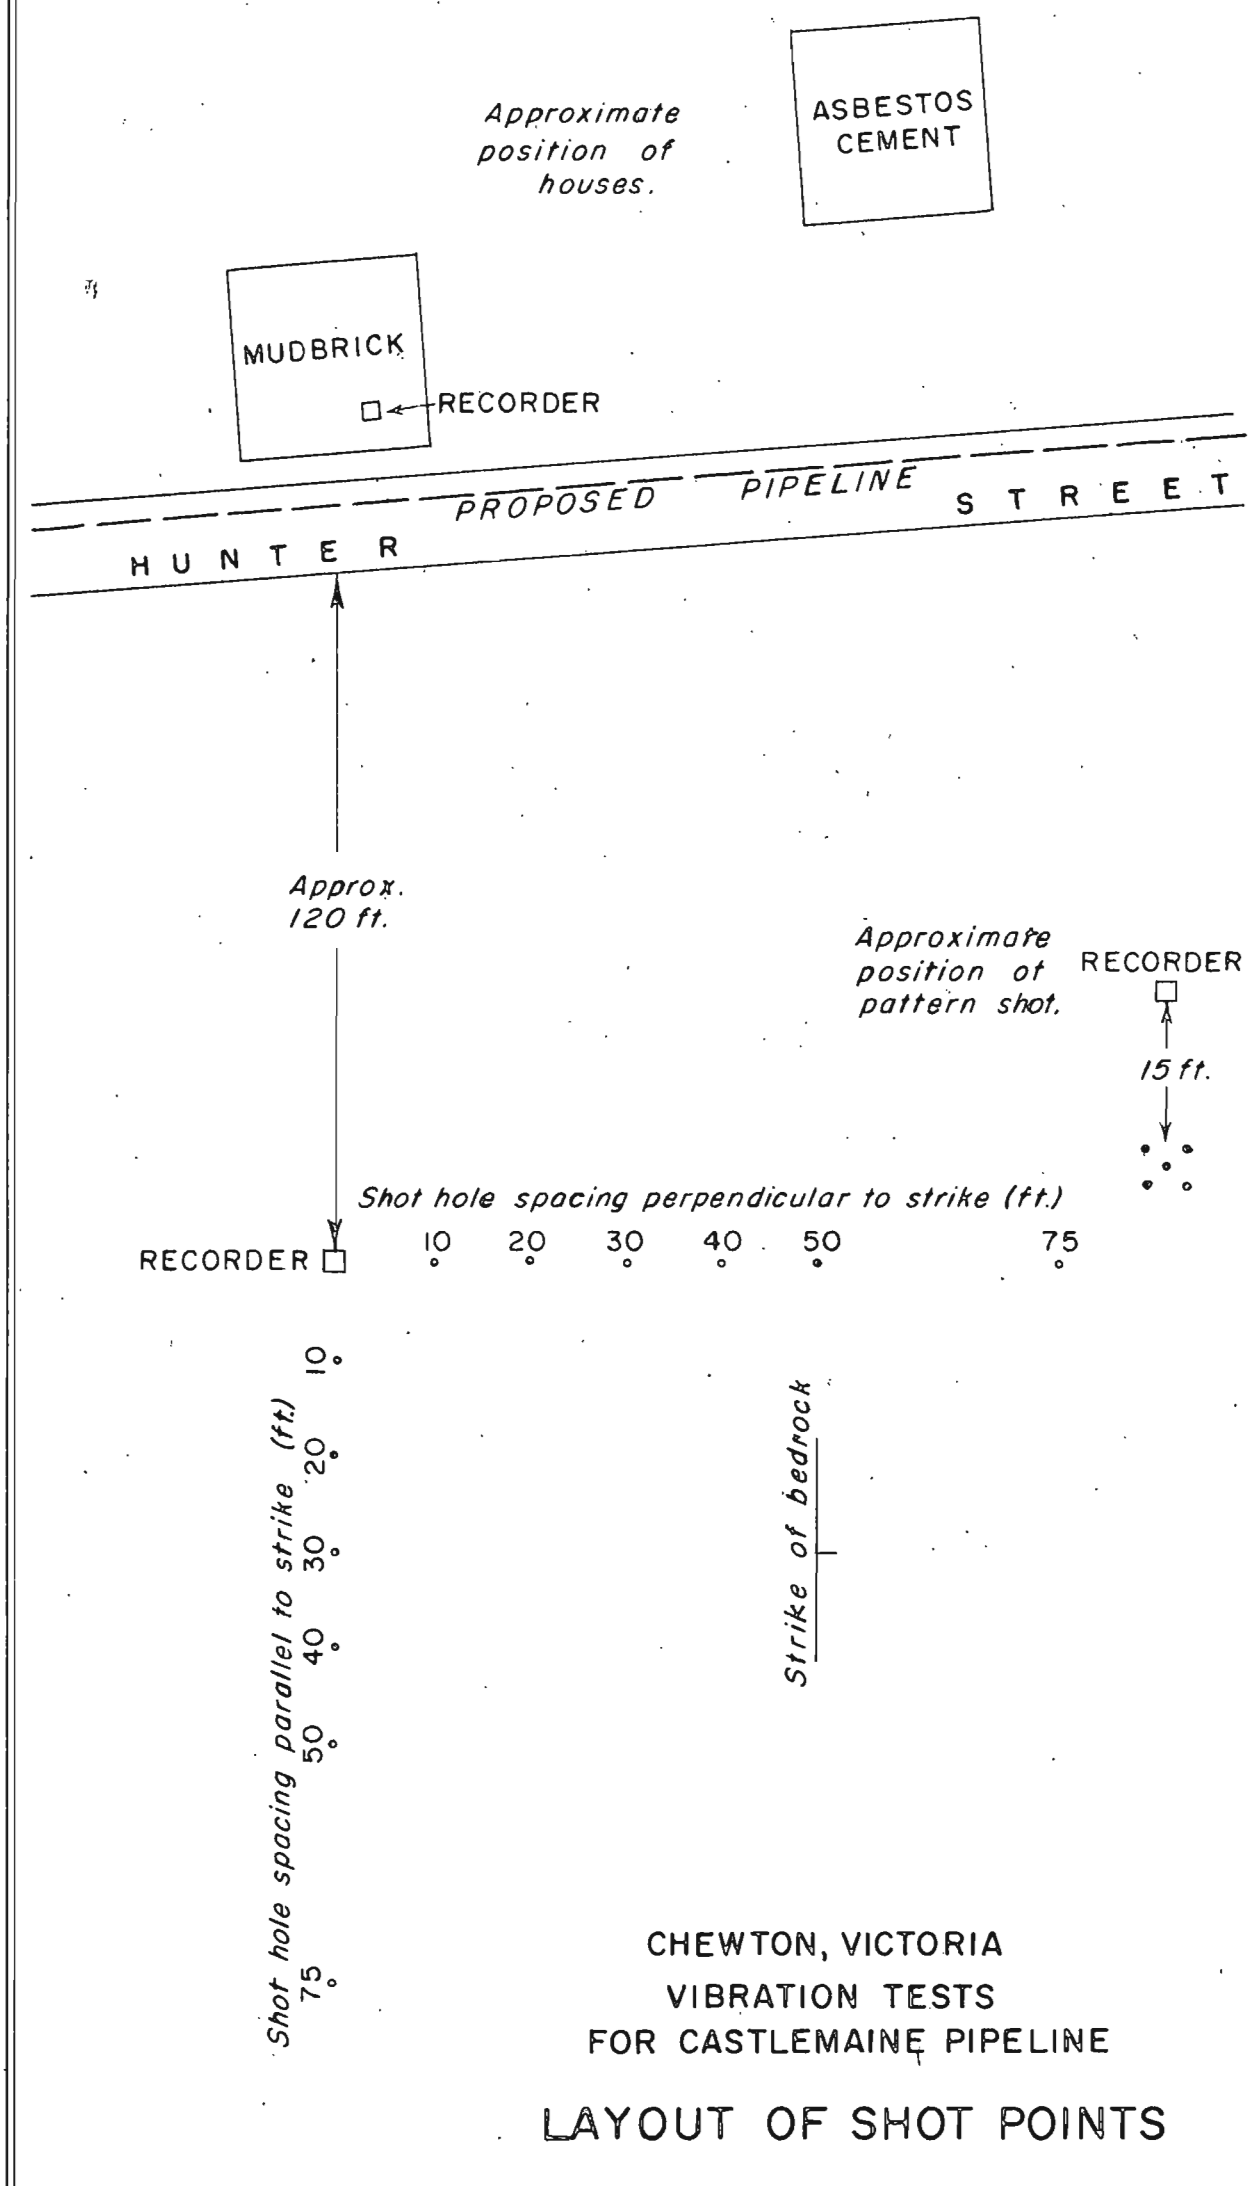 ASBESTOS
CEMENT
Approximate
position of
houses.
MUDBRICK
RECORDER
PROPOSED PIPELINE
HUNTER STREET
Approx.
120 ft.
Approximate
position of
pattern shot.
RECORDER
15 ft.
Shot hole spacing perpendicular to strike (ft.)
RECORDER
10 20 30 40 50 75
Shot hole spacing parallel to strike (ft.)
10
20
30
40
50
75
Strike of bedrock
CHEWTON, VICTORIA
VIBRATION TESTS
FOR CASTLEMAINE PIPELINE
LAYOUT OF SHOT POINTS